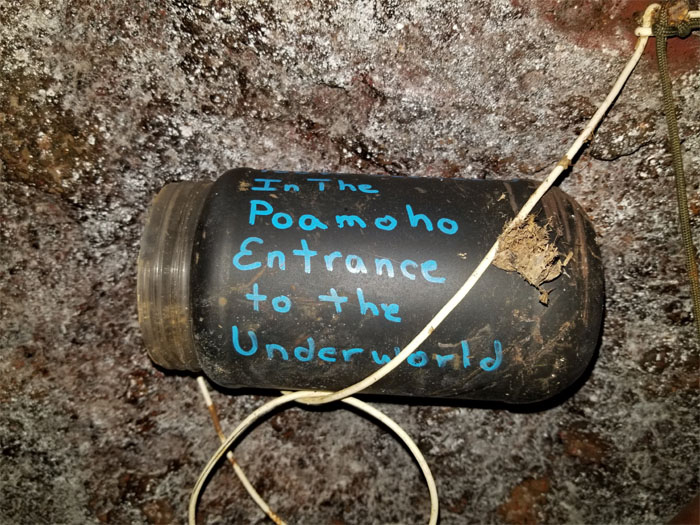 In The
Poamoho
Entrance
to the
Underworld